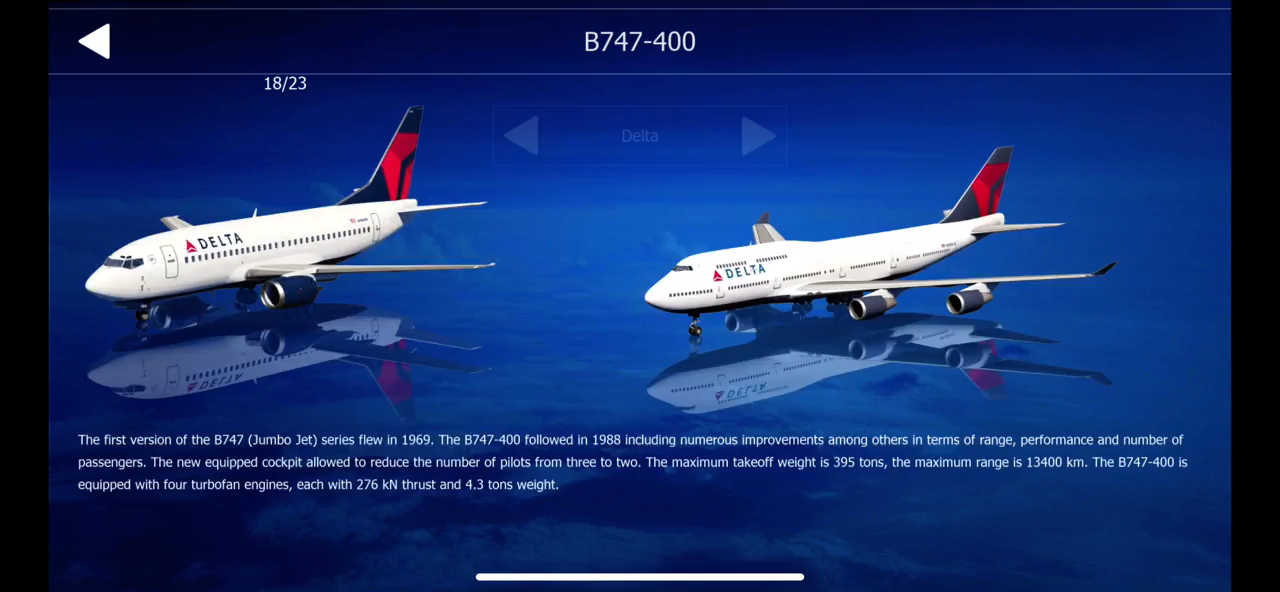 B747-400
18/23
Delta
DELTA
DELTA
The first version of the B747 (Jumbo Jet) series flew in 1969. The B747-400 followed in 1988 including numerous improvements among others in terms of range, performance and number of
passengers. The new equipped cockpit allowed to reduce the number of pilots from three to two. The maximum takeoff weight is 395 tons, the maximum range is 13400 km. The B747-400 is
equipped with four turbofan engines, each with 276 kN thrust and 4.3 tons weight.